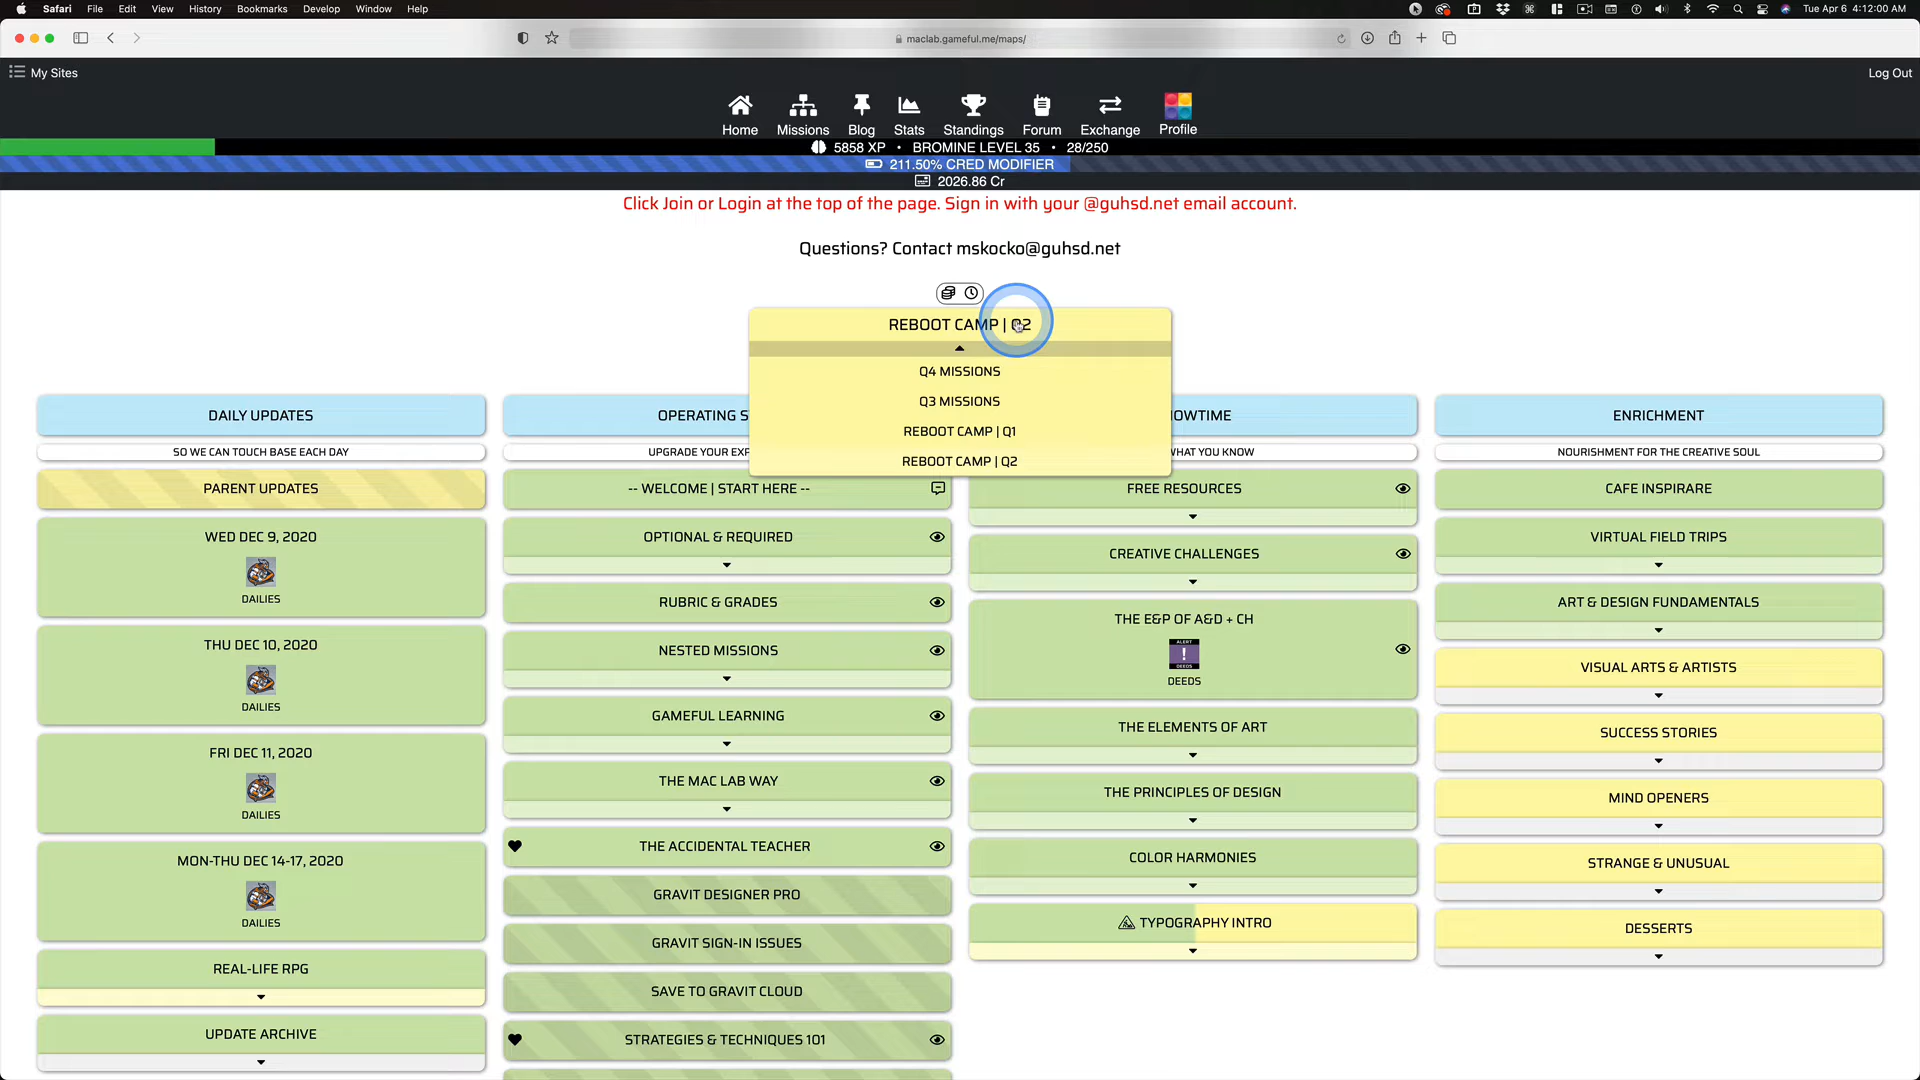 Safari File Edit View History Bookmarks Develop Window Help
Tue Apr 6 4:12:00 AM
maclab.gameful.me/maps/
My Sites
Log Out
Home Missions Blog Stats Standings Forum Exchange Profile
5858 XP • BROMINE LEVEL 35 • 28/250
211.50% CRED MODIFIER
2026.86 Cr
Click Join or Login at the top of the page. Sign in with your @guhsd.net email account.
Questions? Contact mskocko@guhsd.net
REBOOT CAMP | Q2
Q4 MISSIONS
Q3 MISSIONS
REBOOT CAMP | Q1
REBOOT CAMP | Q2
DAILY UPDATES
SO WE CAN TOUCH BASE EACH DAY
PARENT UPDATES
WED DEC 9, 2020
DAILIES
THU DEC 10, 2020
DAILIES
FRI DEC 11, 2020
DAILIES
MON-THU DEC 14-17, 2020
DAILIES
REAL-LIFE RPG
UPDATE ARCHIVE
OPERATING S
UPGRADE YOUR EXP
-- WELCOME | START HERE --
OPTIONAL & REQUIRED
RUBRIC & GRADES
NESTED MISSIONS
GAMEFUL LEARNING
THE MAC LAB WAY
THE ACCIDENTAL TEACHER
GRAVIT DESIGNER PRO
GRAVIT SIGN-IN ISSUES
SAVE TO GRAVIT CLOUD
STRATEGIES & TECHNIQUES 101
OWTIME
WHAT YOU KNOW
FREE RESOURCES
CREATIVE CHALLENGES
THE E&P OF A&D + CH
ALERT
!
DEEDS
DEEDS
THE ELEMENTS OF ART
THE PRINCIPLES OF DESIGN
COLOR HARMONIES
TYPOGRAPHY INTRO
ENRICHMENT
NOURISHMENT FOR THE CREATIVE SOUL
CAFE INSPIRARE
VIRTUAL FIELD TRIPS
ART & DESIGN FUNDAMENTALS
VISUAL ARTS & ARTISTS
SUCCESS STORIES
MIND OPENERS
STRANGE & UNUSUAL
DESSERTS